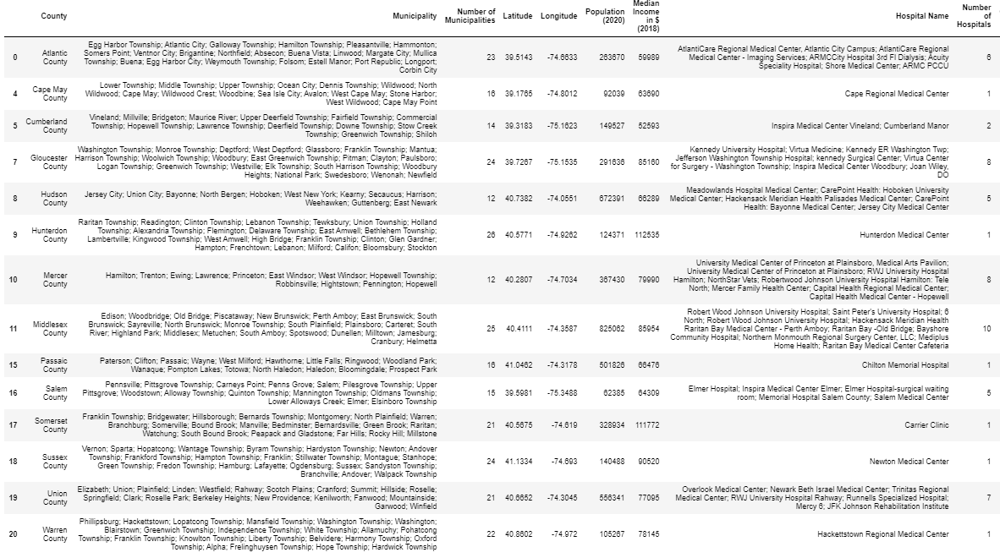 County Municipality Number of Municipalities Latitude Longitude Population (2020) Median Income in $ (2018) Hospital Name Number of Hospitals
0 Atlantic County Egg Harbor Township; Atlantic City; Galloway Township; Hamilton Township; Pleasantville; Hammonton;
Somers Point; Ventnor City; Brigantine; Northfield; Absecon; Buena Vista; Linwood; Margate City; Mullica
Township; Buena; Egg Harbor City; Weymouth Township; Folsom; Estell Manor; Port Republic; Longport;
Corbin City
23 39.5143 -74.6633 263670 59989
AtlantiCare Regional Medical Center, Atlantic City Campus; AtlantiCare Regional
Medical Center - Imaging Services; ARMCCity Hospital 3rd Fl Dialysis; Acuity
Speciality Hospital; Shore Medical Center; ARMC PCCU
6
4 Cape May County Lower Township; Middle Township; Upper Township; Ocean City; Dennis Township; Wildwood; North
Wildwood; Cape May; Wildwood Crest; Woodbine; Sea Isle City; Avalon; West Cape May; Stone Harbor;
West Wildwood; Cape May Point
16 39.1765 -74.8012 92039 63690
Cape Regional Medical Center
1
5 Cumberland County Vineland; Millville; Bridgeton; Maurice River; Upper Deerfield Township; Fairfield Township; Commercial
Township; Hopewell Township; Lawrence Township; Deerfield Township; Downe Township; Stow Creek
Township; Greenwich Township; Shiloh
14 39.3183 -75.1623 149527 52593
Inspira Medical Center Vineland; Cumberland Manor
2
7 Gloucester County Washington Township; Monroe Township; Deptford; West Deptford; Glassboro; Franklin Township; Mantua;
Harrison Township; Woolwich Township; Woodbury; East Greenwich Township; Pitman; Clayton; Paulsboro;
Logan Township; Greenwich Township; Westville; Elk Township; South Harrison Township; Woodbury
Heights; National Park; Swedesboro; Wenonah; Newfield
24 39.7267 -75.1535 291636 85160
Kennedy University Hospital; Virtua Medicine; Kennedy ER Washington Twp;
Jefferson Washington Township Hospital; kennedy Surgical Center; Virtua Center
for Surgery - Washington Township; Inspira Medical Center Woodbury; Joan Wiley,
DO
8
8 Hudson County Jersey City; Union City; Bayonne; North Bergen; Hoboken; West New York; Kearny; Secaucus; Harrison;
Weehawken; Guttenberg; East Newark
12 40.7382 -74.0551 672391 66289
Meadowlands Hospital Medical Center; CarePoint Health: Hoboken University
Medical Center; Hackensack Meridian Health Palisades Medical Center; CarePoint
Health: Bayonne Medical Center; Jersey City Medical Center
5
9 Hunterdon County Raritan Township; Readington; Clinton Township; Lebanon Township; Tewksbury; Union Township; Holland
Township; Alexandria Township; Flemington; Delaware Township; East Amwell; Bethlehem Township;
Lambertville; Kingwood Township; West Amwell; High Bridge; Franklin Township; Clinton; Glen Gardner;
Hampton; Frenchtown; Lebanon; Milford; Califon; Bloomsbury; Stockton
26 40.5771 -74.9262 124371 112535
Hunterdon Medical Center
1
10 Mercer County Hamilton; Trenton; Ewing; Lawrence; Princeton; East Windsor; West Windsor; Hopewell Township;
Robbinsville; Hightstown; Pennington; Hopewell
12 40.2807 -74.7034 367430 79990
University Medical Center of Princeton at Plainsboro, Medical Arts Pavilion;
University Medical Center of Princeton at Plainsboro; RWJ University Hospital
Hamilton; NorthStar Vets; Robertwood Johnson University Hospital Hamilton: Tele
North; Mercer Family Health Center; Capital Health Regional Medical Center;
Capital Health Medical Center - Hopewell
8
11 Middlesex County Edison; Woodbridge; Old Bridge; Piscataway; New Brunswick; Perth Amboy; East Brunswick; South
Brunswick; Sayreville; North Brunswick; Monroe Township; South Plainfield; Plainsboro; Carteret; South
River; Highland Park; Middlesex; Metuchen; South Amboy; Spotswood; Dunellen; Milltown; Jamesburg;
Cranbury; Helmetta
25 40.4111 -74.3587 825062 85954
Robert Wood Johnson University Hospital; Saint Peter's University Hospital; 6
North; Robert Wood Johnson University Hospital; Hackensack Meridian Health
Raritan Bay Medical Center - Perth Amboy; Raritan Bay -Old Bridge; Bayshore
Community Hospital; Northern Monmouth Regional Surgery Center, LLC; Mediplus
Home Health; Raritan Bay Medical Center Cafeteria
10
15 Passaic County Paterson; Clifton; Passaic; Wayne; West Milford; Hawthorne; Little Falls; Ringwood; Woodland Park;
Wanaque; Pompton Lakes; Totowa; North Haledon; Haledon; Bloomingdale; Prospect Park
16 41.0462 -74.3178 501826 66476
Chilton Memorial Hospital
1
16 Salem County Pennsville; Pittsgrove Township; Carneys Point; Penns Grove; Salem; Pilesgrove Township; Upper
Pittsgrove; Woodstown; Alloway Township; Quinton Township; Mannington Township; Oldmans Township;
Lower Alloways Creek; Elmer; Elsinboro Township
15 39.5981 -75.3488 62385 64309
Elmer Hospital; Inspira Medical Center Elmer; Elmer Hospital-surgical waiting
room; Memorial Hospital Salem County; Salem Medical Center
5
17 Somerset County Franklin Township; Bridgewater; Hillsborough; Bernards Township; Montgomery; North Plainfield; Warren;
Branchburg; Somerville; Bound Brook; Manville; Bedminster; Bernardsville; Green Brook; Raritan;
Watchung; South Bound Brook; Peapack and Gladstone; Far Hills; Rocky Hill; Millstone
21 40.5675 -74.619 328934 111772
Carrier Clinic
1
18 Sussex County Vernon; Sparta; Hopatcong; Wantage Township; Byram Township; Hardyston Township; Newton; Andover
Township; Frankford Township; Hampton Township; Franklin; Stillwater Township; Montague; Stanhope;
Green Township; Fredon Township; Hamburg; Lafayette; Ogdensburg; Sussex; Sandyston Township;
Branchville; Andover; Walpack Township
24 41.1334 -74.693 140488 90520
Newton Medical Center
1
19 Union County Elizabeth; Union; Plainfield; Linden; Westfield; Rahway; Scotch Plains; Cranford; Summit; Hillside; Roselle;
Springfield; Clark; Roselle Park; Berkeley Heights; New Providence; Kenilworth; Fanwood; Mountainside;
Garwood; Winfield
21 40.6652 -74.3045 556341 77095
Overlook Medical Center; Newark Beth Israel Medical Center; Trinitas Regional
Medical Center; RWJ University Hospital Rahway; Runnells Specialized Hospital;
Mercy 6; JFK Johnson Rehabilitation Institute
7
20 Warren County Phillipsburg; Hackettstown; Lopatcong Township; Mansfield Township; Washington Township; Washington;
Blairstown; Greenwich Township; Independence Township; White Township; Allamuchy; Pohatcong
Township; Franklin Township; Knowlton Township; Liberty Township; Belvidere; Harmony Township; Oxford
Township; Alpha; Frelinghuysen Township; Hope Township; Hardwick Township
22 40.8602 -74.972 105267 78145
Hackettstown Regional Medical Center
1